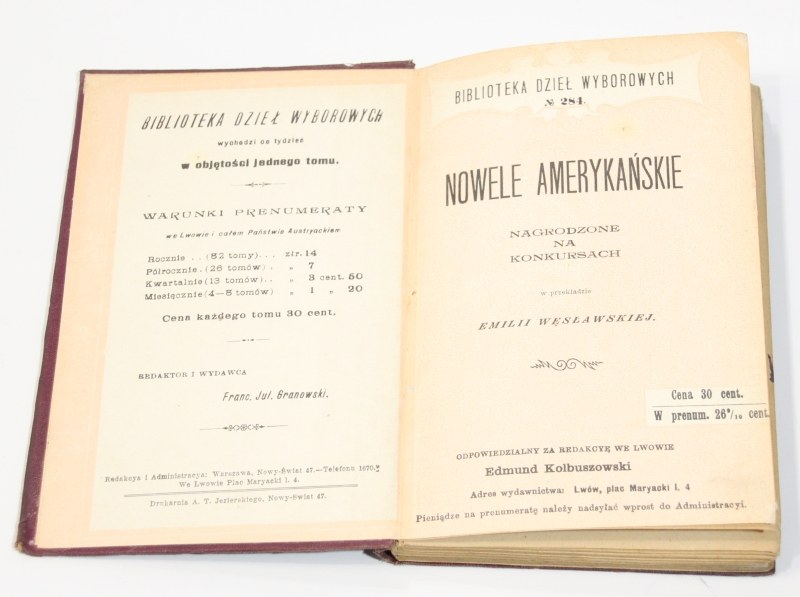 BIBLIOTEKA DZIEŁ WYBOROWYCH
wychodzi co tydzień
w objętości jednego tomu.
WARUNKI PRENUMERATY
we Lwowie i całem Państwie Austryackiem
Rocznie . . (52 tomy) . . . złr. 14
Półrocznie . (26 tomów) . „ 7
Kwartalnie (13 tomów) . . „ 3 cent. 50
Miesięcznie (4—5 tomów) „ 1 „ 20
Cena każdego tomu 30 cent.
REDAKTOR I WYDAWCA
Franc. Jul. Granowski.
Redakcya i Administracya: Warszawa, Nowy-Świat 47.—Telefonu 1670.
We Lwowie Plac Maryacki l. 4.
Drukarnia A. T. Jezierskiego, Nowy-Świat 47.
BIBLIOTEKA DZIEŁ WYBOROWYCH
№ 284.
NOWELE AMERYKAŃSKIE
NAGRODZONE
NA
KONKURSACH
w przekładzie
EMILII WĘSŁAWSKIEJ.
Cena 30 cent.
W prenum. 26⁹/₁₀ cent.
ODPOWIEDZIALNY ZA REDAKCYĘ WE LWOWIE
Edmund Kolbuszowski
Adres wydawnictwa: Lwów, plac Maryacki l. 4
Pieniądze na prenumeratę należy nadsyłać wprost do Administracyi.